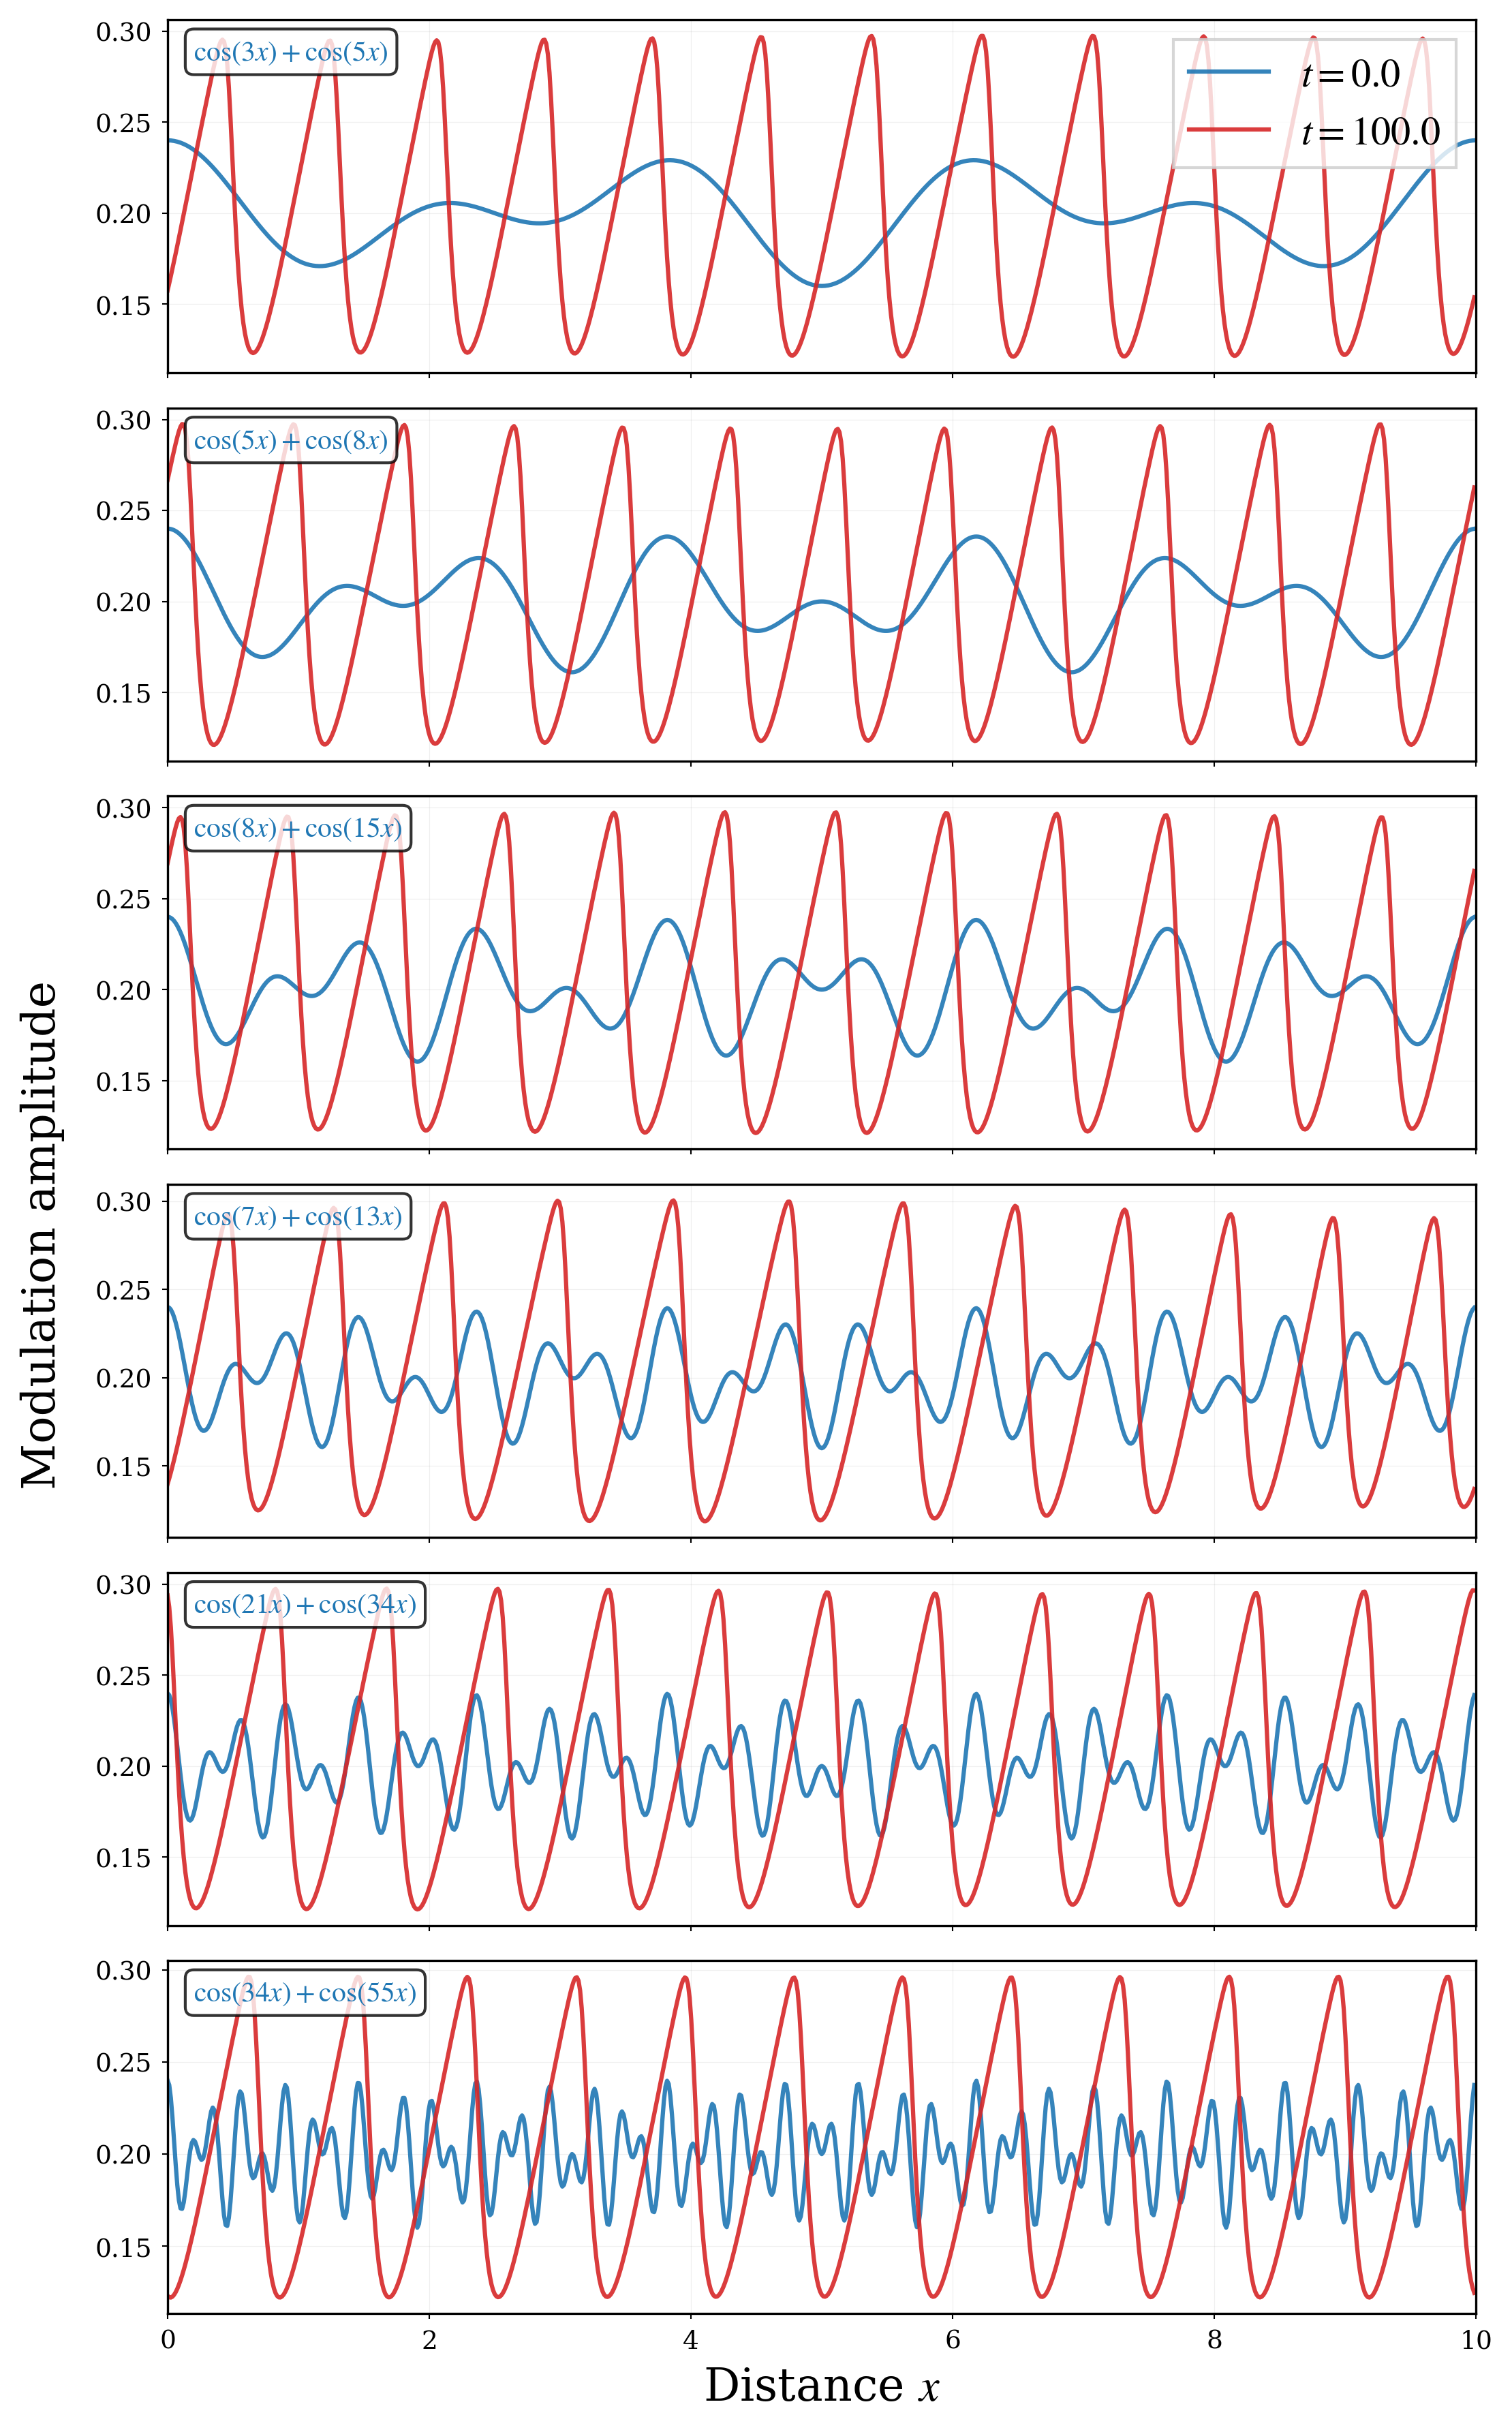 Modulation amplitude
0.30
0.25
0.20
0.15
cos(3x) + cos(5x)
t = 0.0
t = 100.0
0.30
0.25
0.20
0.15
cos(5x) + cos(8x)
0.30
0.25
0.20
0.15
cos(8x) + cos(15x)
0.30
0.25
0.20
0.15
cos(7x) + cos(13x)
0.30
0.25
0.20
0.15
cos(21x) + cos(34x)
0.30
0.25
0.20
0.15
cos(34x) + cos(55x)
0 2 4 6 8 10
Distance x